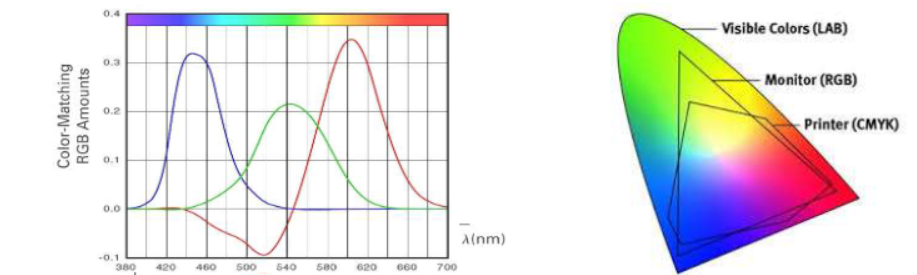 0.4
0.3
0.2
0.1
0.0
-0.1
Color-Matching
RGB Amounts
380 420 460 500 540 580 620 660 700
λ(nm)
Visible Colors (LAB)
Monitor (RGB)
Printer (CMYK)